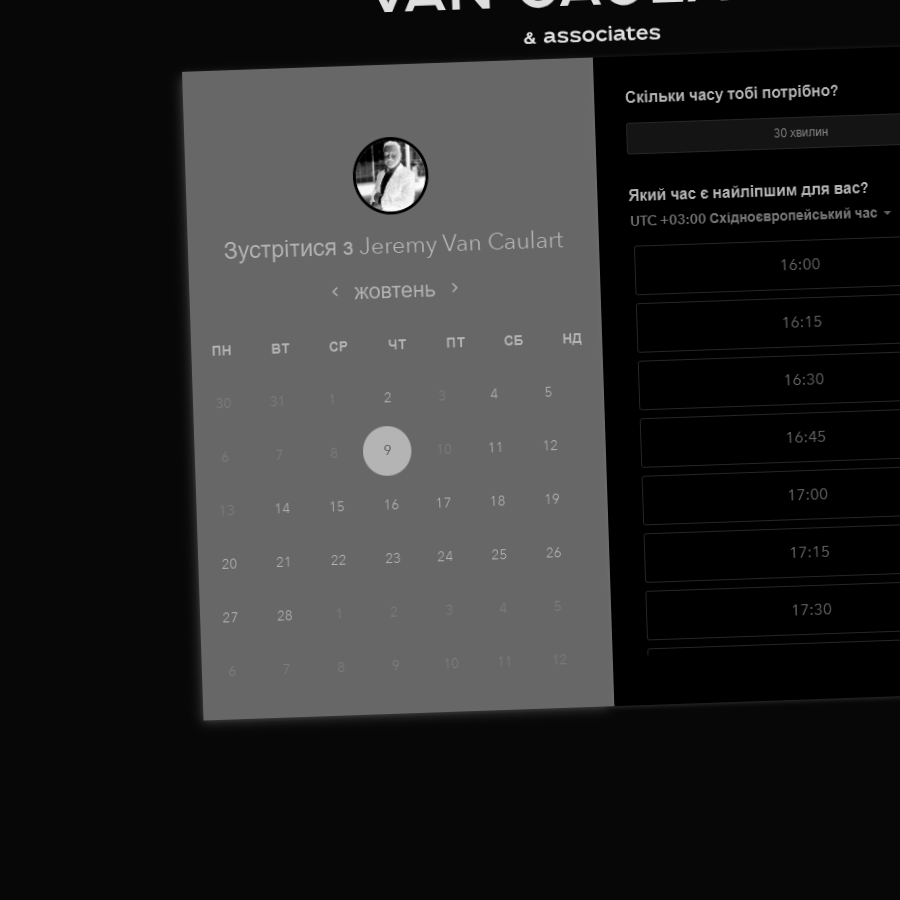 & associates
Зустрітися з Jeremy Van Caulart
жовтень
ПН ВТ СР ЧТ ПТ СБ НД
30 31 1 2 3 4 5
6 7 8 9 10 11 12
13 14 15 16 17 18 19
20 21 22 23 24 25 26
27 28 1 2 3 4 5
6 7 8 9 10 11 12
Скільки часу тобі потрібно?
30 хвилин
Який час є найліпшим для вас?
UTC +03:00 Східноєвропейський час
16:00
16:15
16:30
16:45
17:00
17:15
17:30